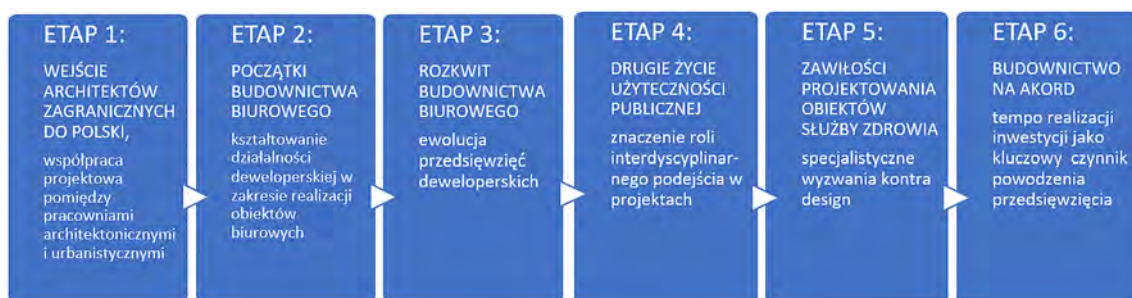 ETAP 1:
WEJŚCIE
ARCHITEKTÓW
ZAGRANICZNYCH
DO POLSKI,
współpraca
projektowa
pomiędzy
pracowniami
architektonicznymi
i urbanistycznymi
ETAP 2:
POCZĄTKI
BUDOWNICTWA
BIUROWEGO
kształtowanie
działalności
deweloperskiej w
zakresie realizacji
obiektów
biurowych
ETAP 3:
ROZKWIT
BUDOWNICTWA
BIUROWEGO
ewolucja
przedsięwzięć
deweloperskich
ETAP 4:
DRUGIE ŻYCIE
UŻYTECZNOŚCI
PUBLICZNEJ
znaczenie roli
interdyscyplinar-
nego podejścia w
projektach
ETAP 5:
ZAWIŁOŚCI
PROJEKTOWANIA
OBIEKTÓW
SŁUŻBY ZDROWIA
specjalistyczne
wyzwania kontra
design
ETAP 6:
BUDOWNICTWO
NA AKORD
tempo realizacji
inwestycji jako
kluczowy czynnik
powodzenia
przedsięwzięcia